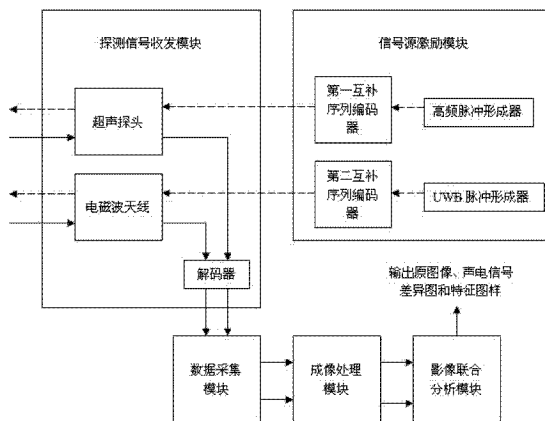 探测信号收发模块
信号源激励模块
超声探头
第一互补
序列编码
器
高频脉冲形成器
电磁波天线
第二互补
序列编码
器
UWB 脉冲形成器
解码器
输出原图像、声电信号
差异图和特征图样
数据采集
模块
成像处理
模块
影像联合
分析模块